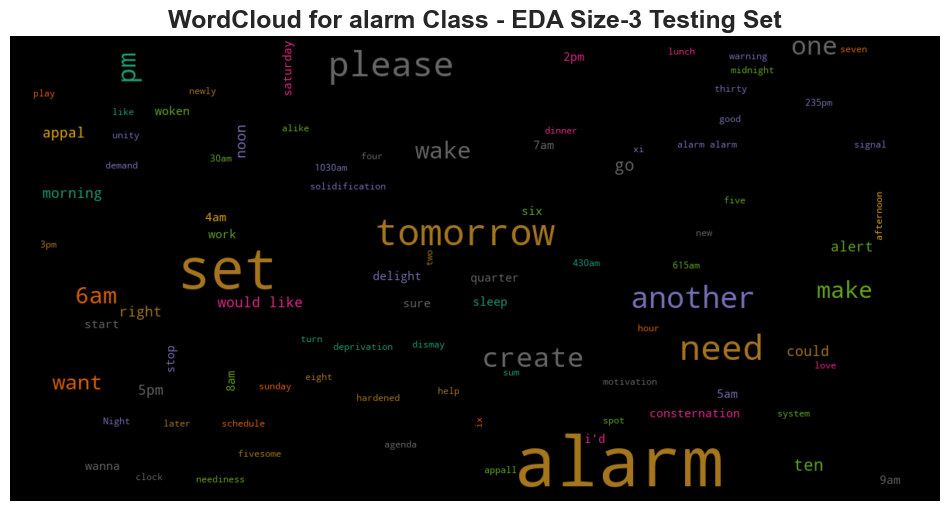 WordCloud for alarm Class - EDA Size-3 Testing Set
please
one
seven
pm
saturday
2pm
lunch
warning
midnight
play
newly
thirty
235pm
like
woken
good
appal
unity
noon
alike
dinner
7am
xi
alarm alarm
signal
demand
30am
1030am
four
wake
go
solidification
morning
4am
work
six
five
afternoon
3pm
tomorrow
new
alert
set
two
430am
615am
delight
quarter
6am
would like
sure
sleep
another
make
right
start
hour
stop
turn
deprivation
dismay
create
need
could
love
sum
want
5pm
8am
sunday
eight
hardened
help
motivation
5am
Night
later
schedule
ix
spot
consternation
system
fivesome
agenda
i'd
alarm
wanna
clock
neediness
appall
ten
9am